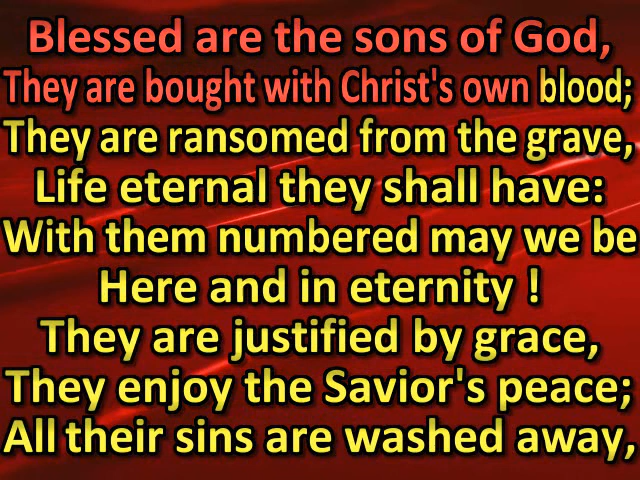 Blessed are the sons of God,
They are bought with Christ's own blood;
They are ransomed from the grave,
Life eternal they shall have:
With them numbered may we be
Here and in eternity !
They are justified by grace,
They enjoy the Savior's peace;
All their sins are washed away,